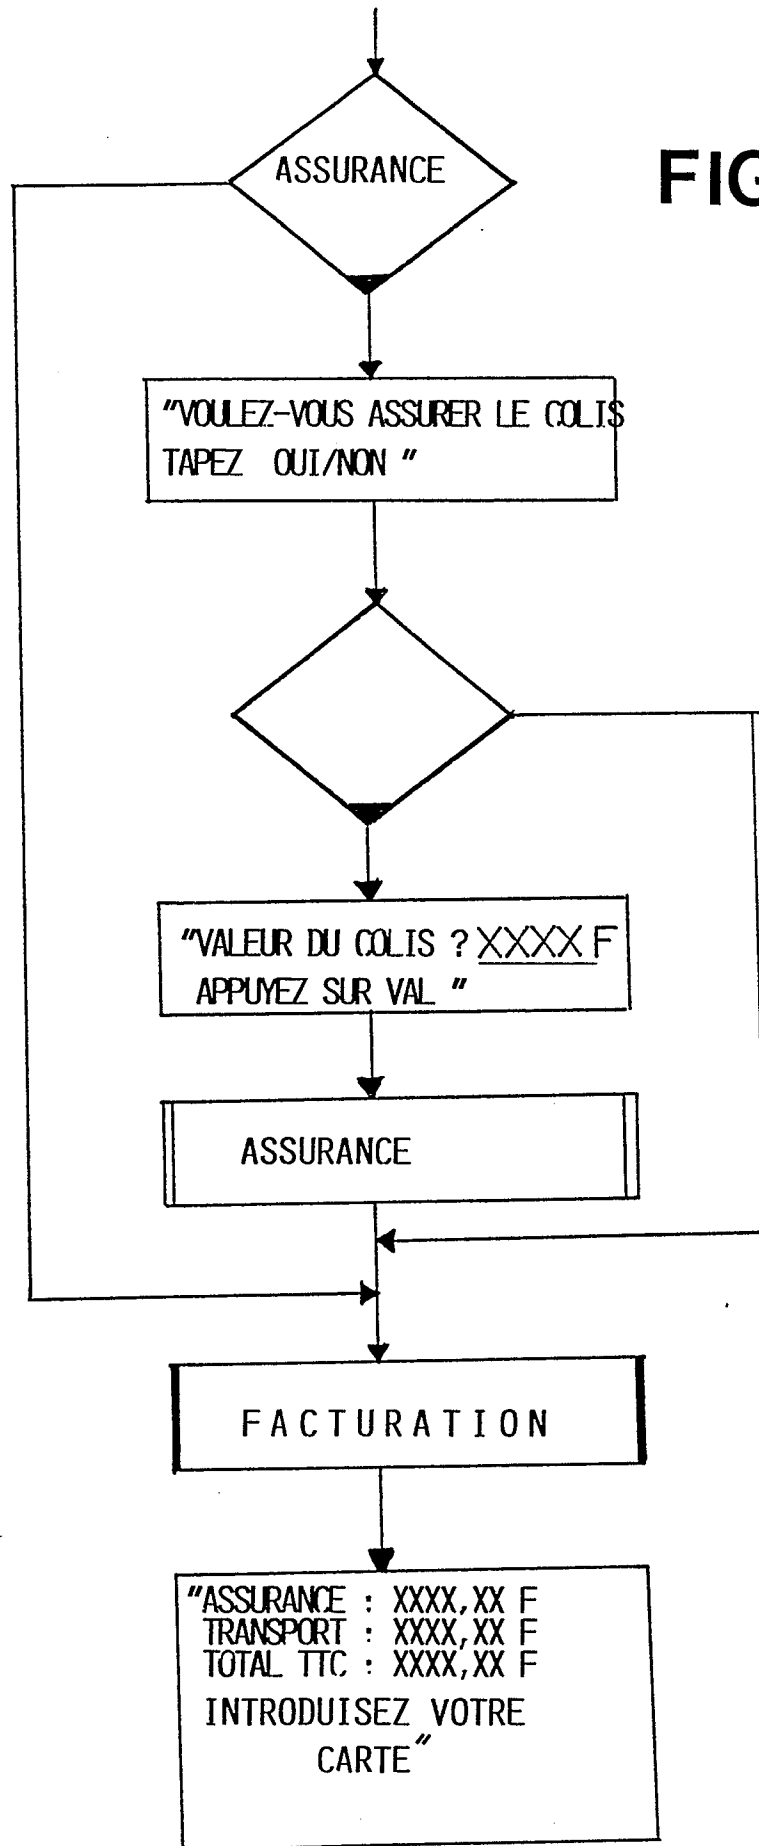 ASSURANCE
FIG
"VOULEZ-VOUS ASSURER LE COLIS
TAPEZ OUI/NON "
"VALEUR DU COLIS ? XXXX F
APPUYEZ SUR VAL "
ASSURANCE
FACTURATION
"ASSURANCE : XXXX,XX F
TRANSPORT : XXXX,XX F
TOTAL TTC : XXXX,XX F
INTRODUISEZ VOTRE
CARTE"